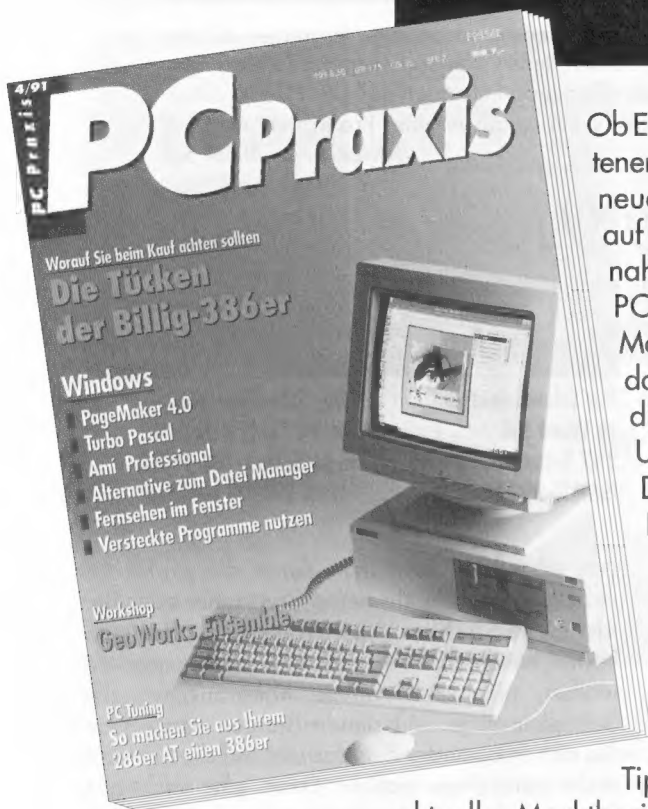 4/91
PC Praxis
PCPraxis
Worauf Sie beim Kauf achten sollten
Die Tücken
der Billig-386er
Windows
PageMaker 4.0
Turbo Pascal
Ami Professional
Alternative zum Datei Manager
Fernsehen im Fenster
Versteckte Programme nutzen
Workshop
GeoWorks Ensemble
PC Tuning
So machen Sie aus Ihrem
286er AT einen 386er
Ob E
tener
neue
auf
nah
PC
Ma
da
d
U
D
Tip